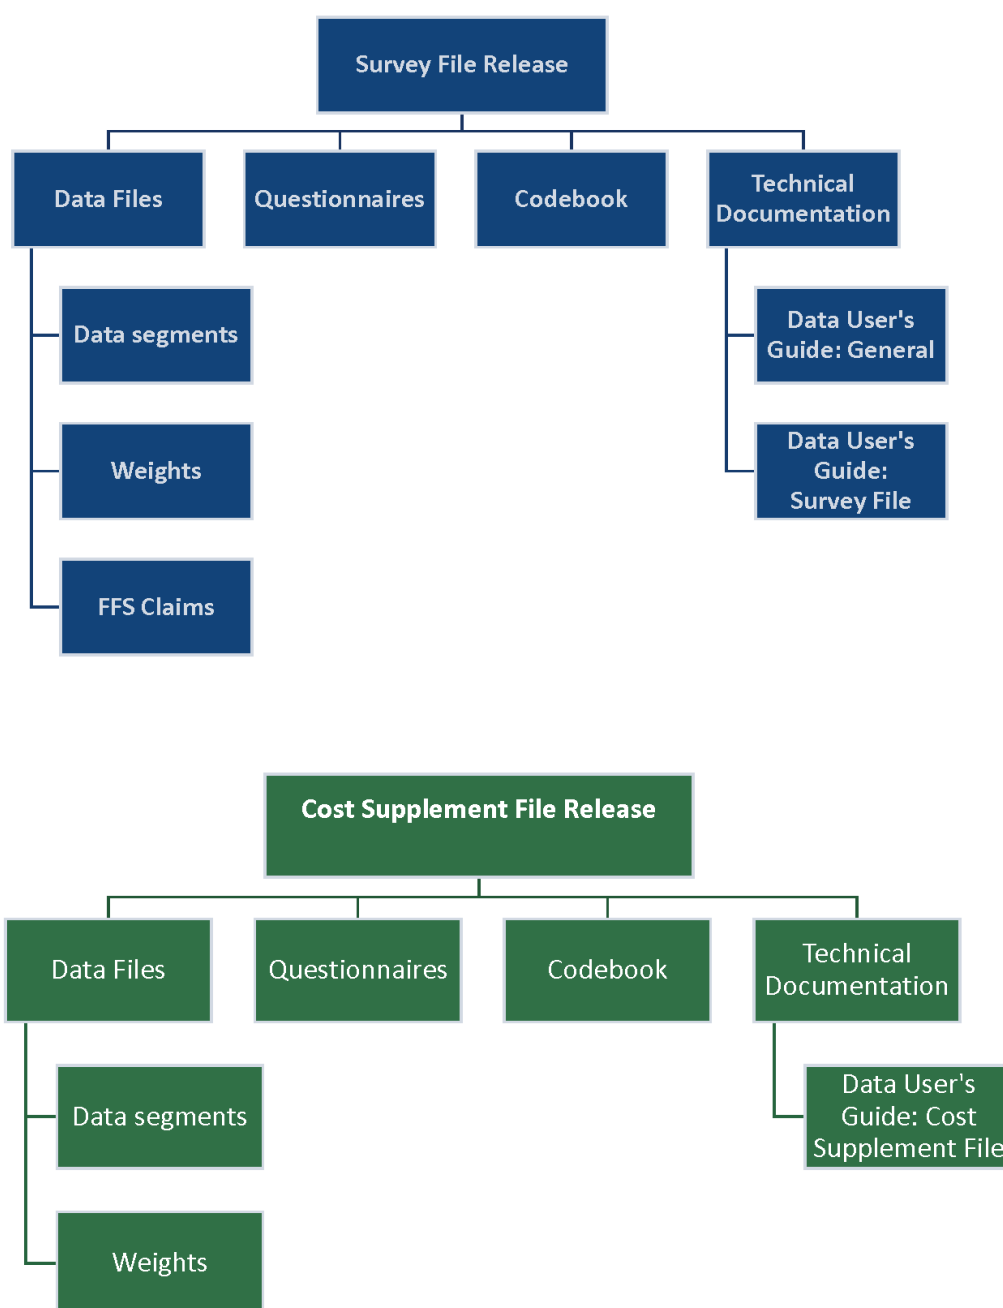 Survey File Release
Data Files
Questionnaires
Codebook
Technical
Documentation
Data segments
Data User's
Guide: General
Weights
Data User's
Guide:
Survey File
FFS Claims
Cost Supplement File Release
Data Files
Questionnaires
Codebook
Technical
Documentation
Data segments
Data User's
Guide: Cost
Supplement File
Weights